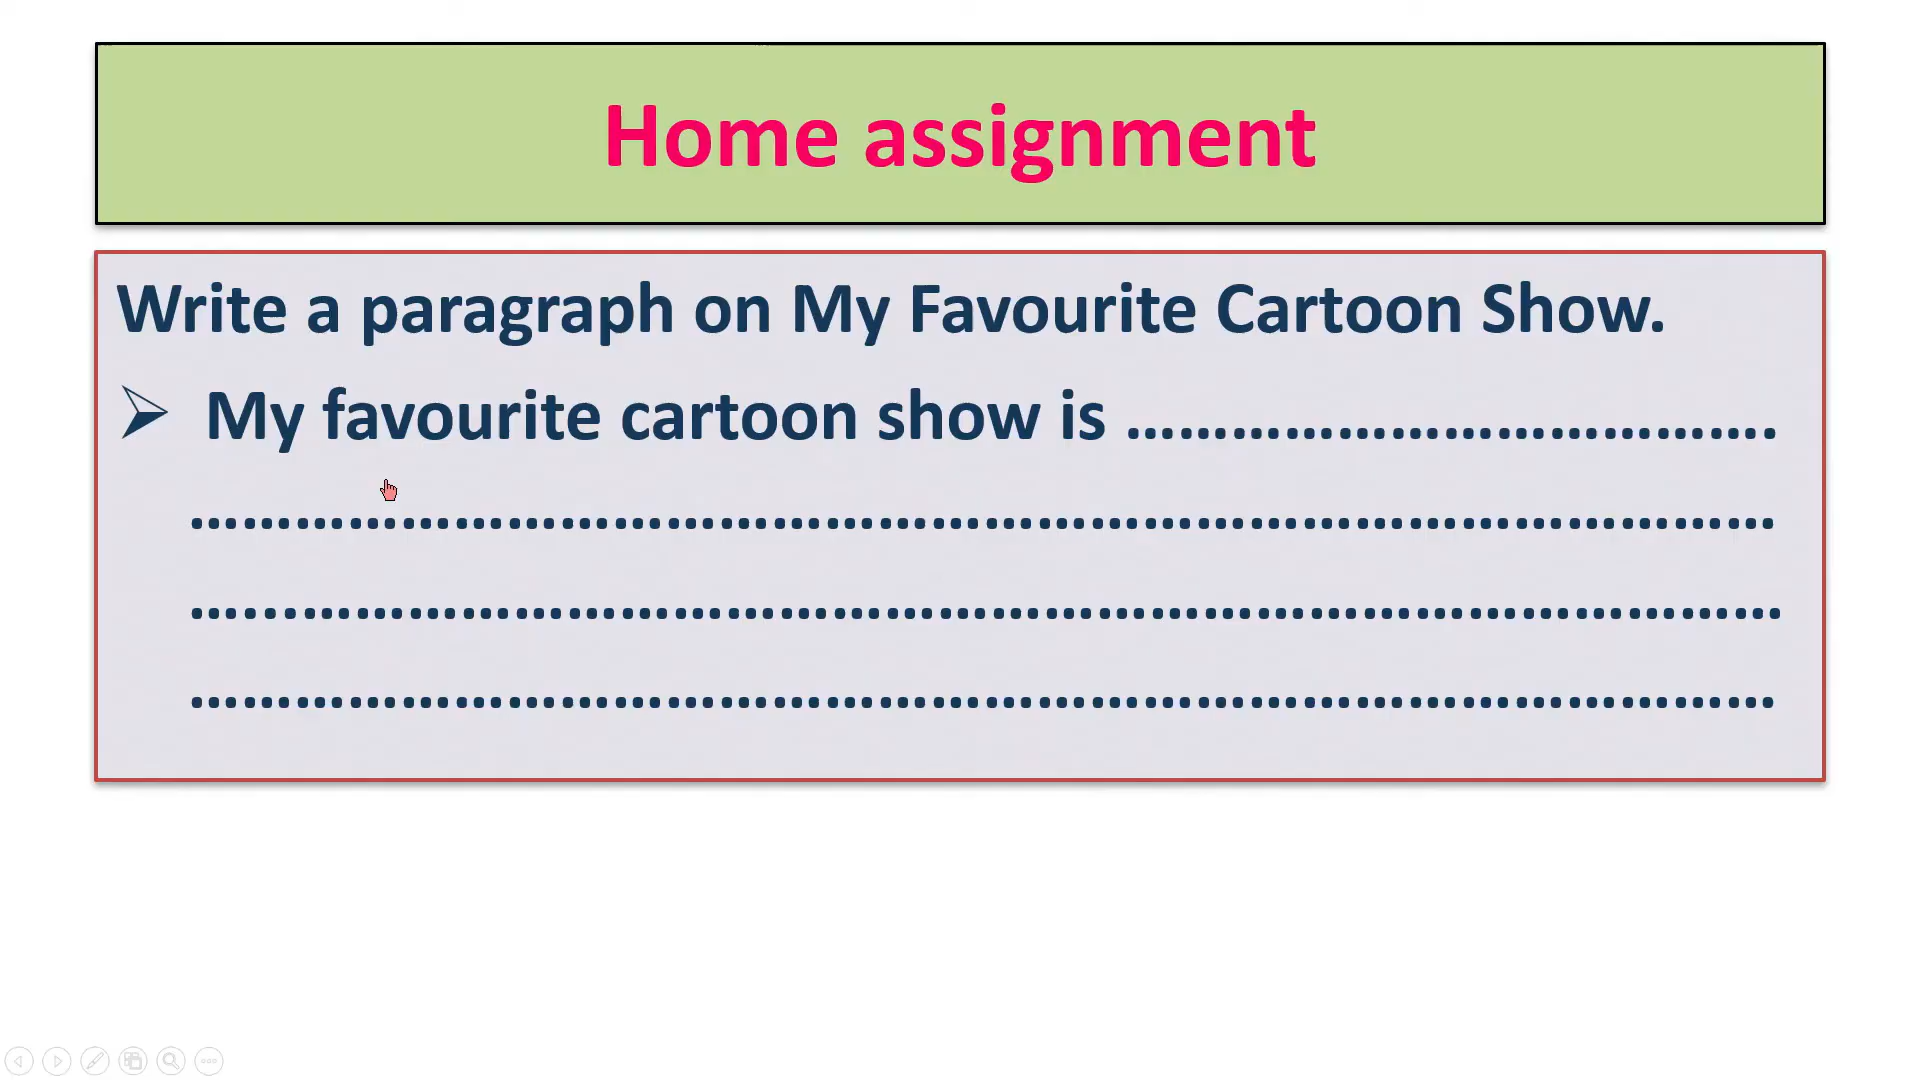 Home assignment
Write a paragraph on My Favourite Cartoon Show.
➢ My favourite cartoon show is ……………………………….
………………………………………………………………………………
………………………………………………………………………………
………………………………………………………………………………